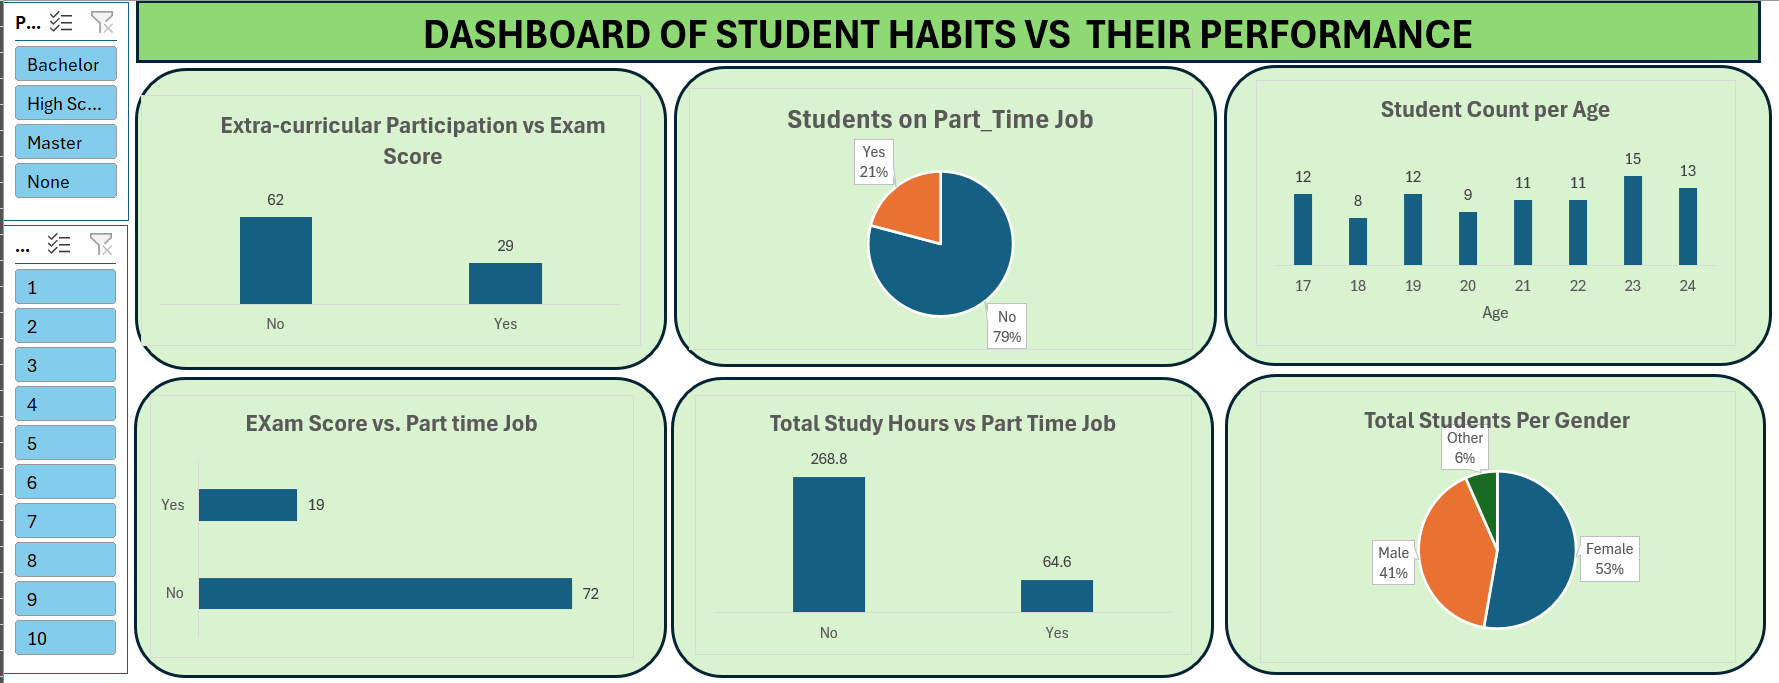 DASHBOARD OF STUDENT HABITS VS  THEIR PERFORMANCE
P...
Bachelor
High Sc...
Master
None
...
1
2
3
4
5
6
7
8
9
10
Extra-curricular Participation vs Exam
Score
62
29
No
Yes
Students on Part_Time Job
Yes
21%
No
79%
Student Count per Age
12
8
12
9
11
11
15
13
17
18
19
20
21
22
23
24
Age
EXam Score vs. Part time Job
Yes
19
No
72
Total Study Hours vs Part Time Job
268.8
64.6
No
Yes
Total Students Per Gender
Other
6%
Male
41%
Female
53%